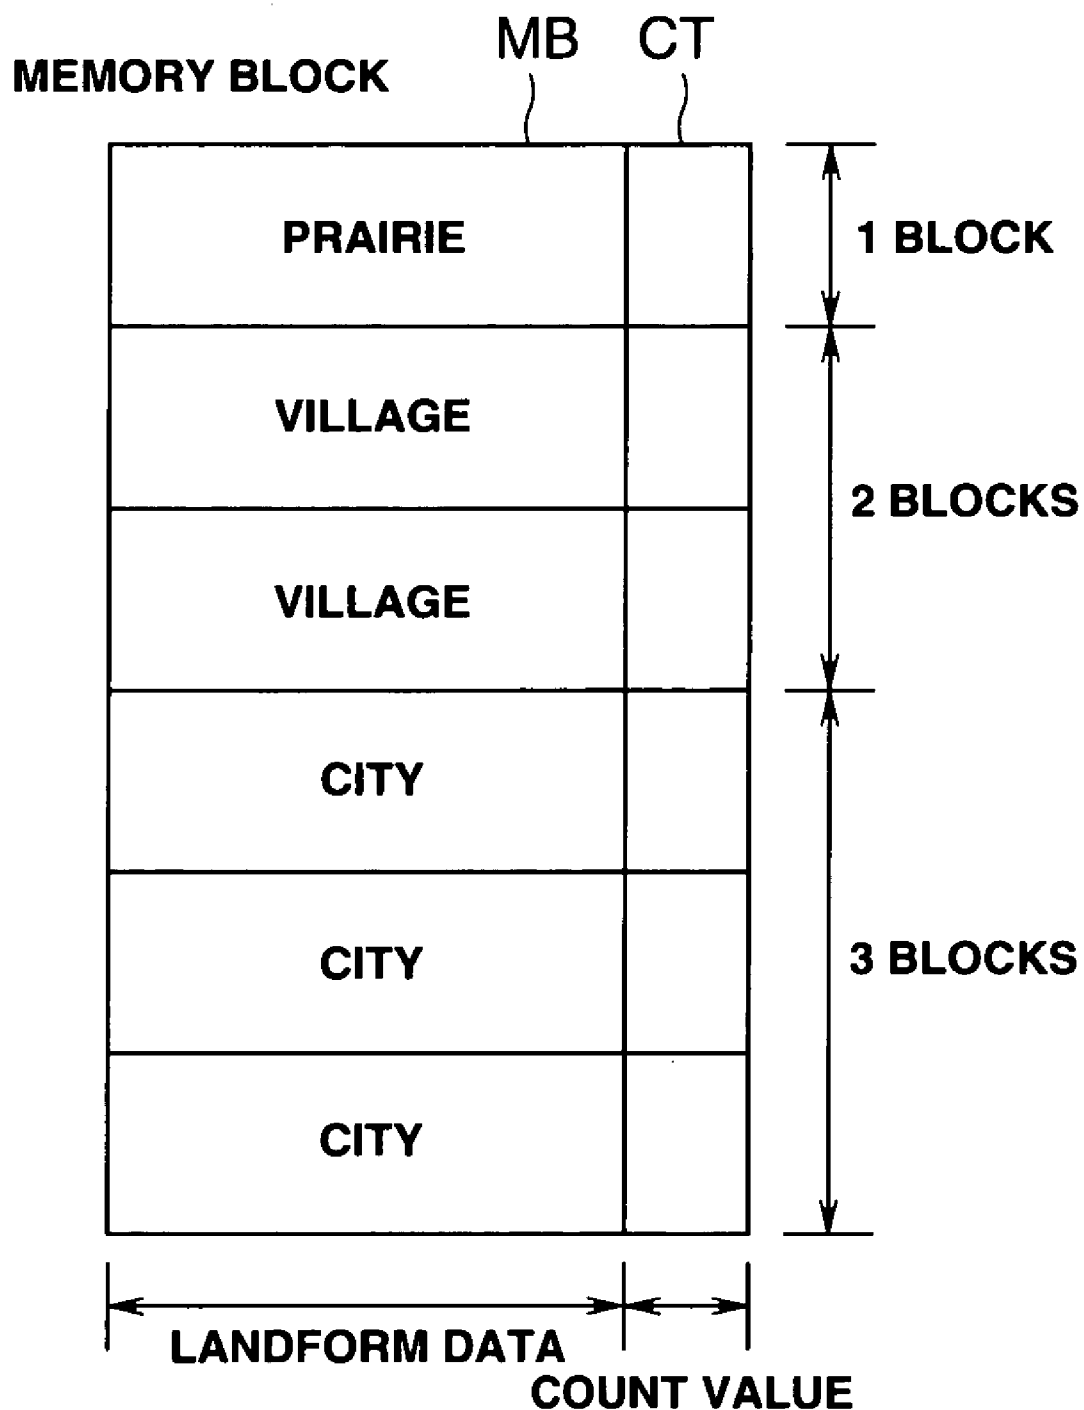 MB CT
MEMORY BLOCK
PRAIRIE
1 BLOCK
VILLAGE
2 BLOCKS
VILLAGE
CITY
CITY
3 BLOCKS
CITY
LANDFORM DATA
COUNT VALUE